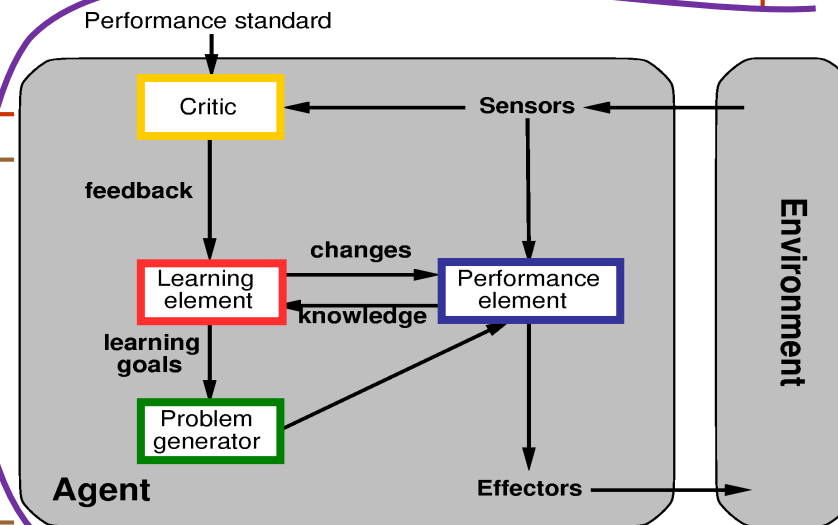 Performance standard
Critic
Sensors
feedback
changes
Learning
element
Performance
element
knowledge
learning
goals
Problem
generator
Agent
Effectors
Environment